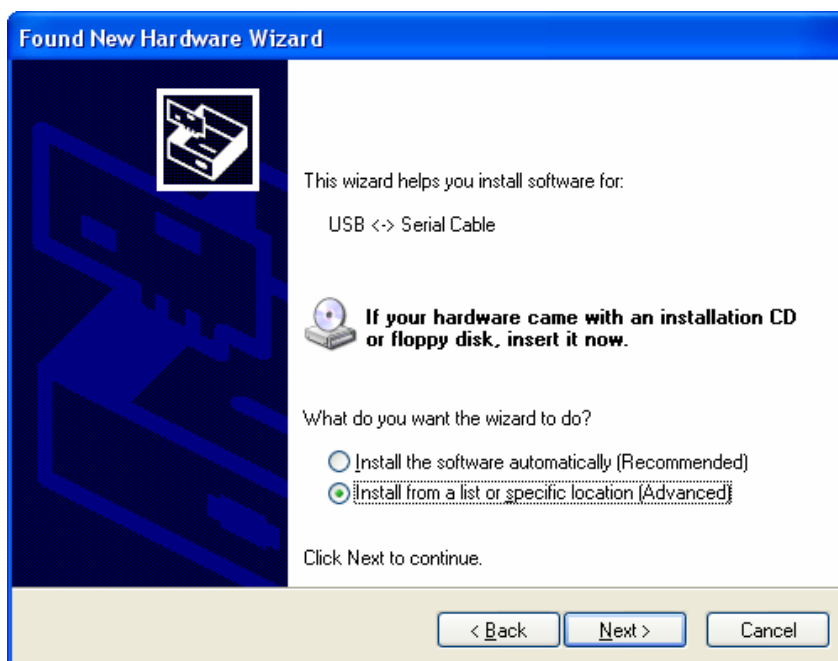 Found New Hardware Wizard
This wizard helps you install software for:
USB <-> Serial Cable
If your hardware came with an installation CD
or floppy disk, insert it now.
What do you want the wizard to do?
Install the software automatically (Recommended)
Install from a list or specific location (Advanced)
Click Next to continue.
< Back Next > Cancel